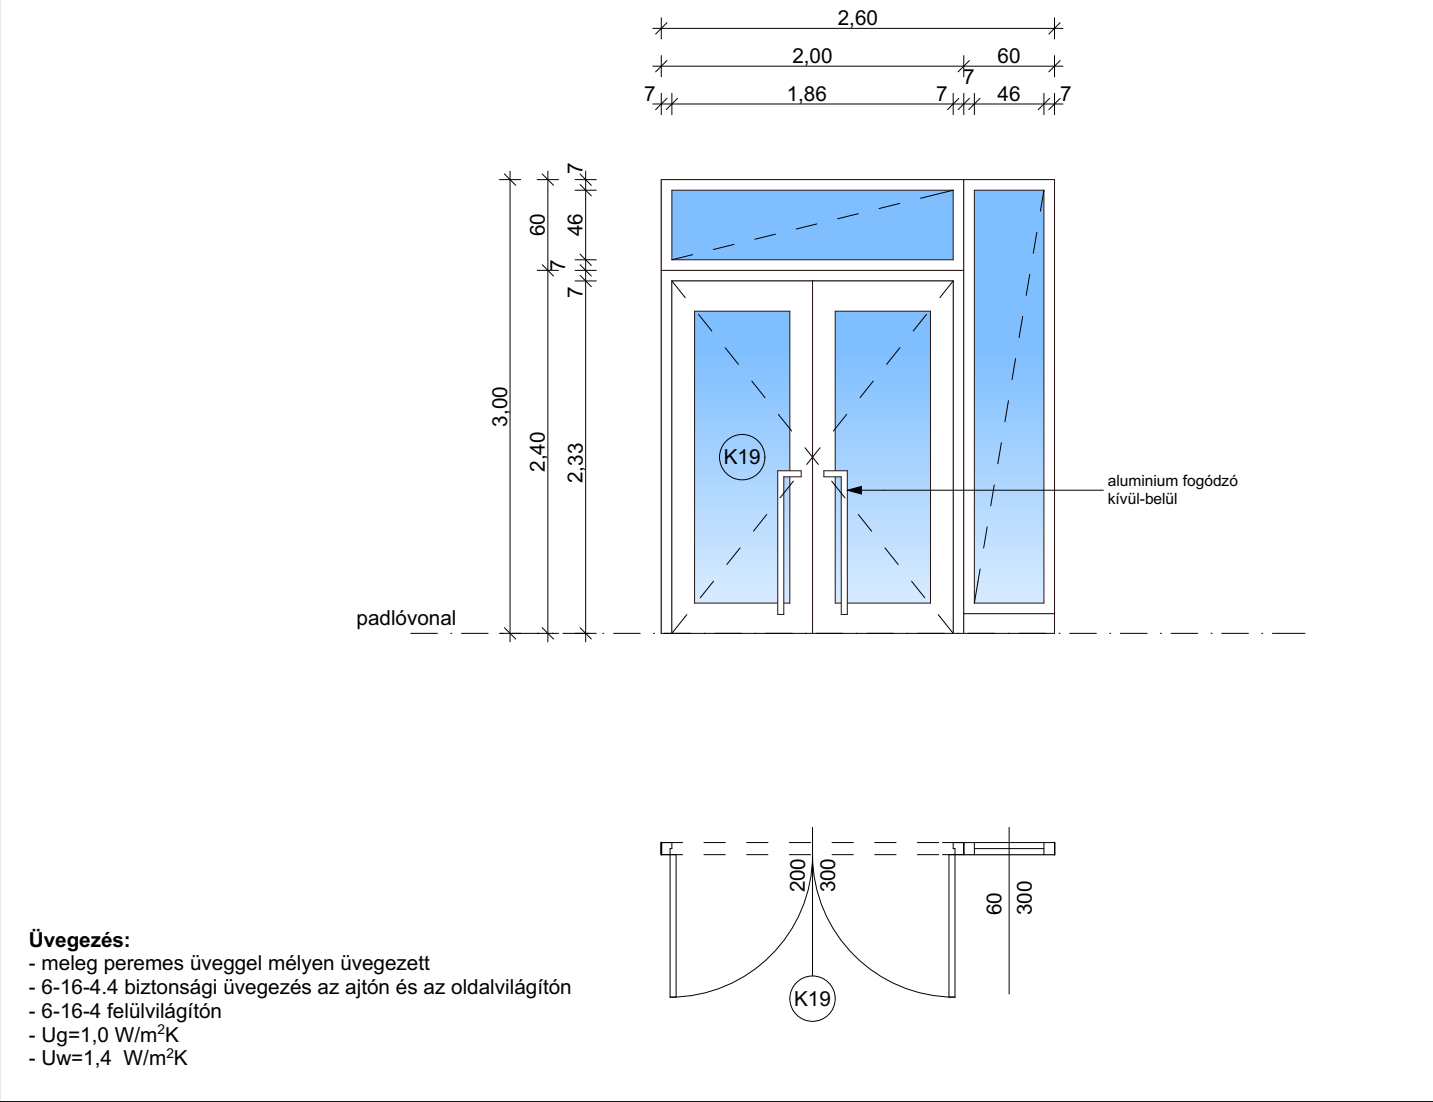 2,60
2,00
60
7
7
1,86
7
46
7
7
60
46
7
7
3,00
2,40
2,33
K19
aluminium fogódzó
kívül-belül
padlóvonal
200
300
60
300
K19
Üvegezés:
- meleg peremes üveggel mélyen üvegezett
- 6-16-4.4 biztonsági üvegezés az ajtón és az oldalvilágítón
- 6-16-4 felülvilágítón
- Ug=1,0 W/m²K
- Uw=1,4 W/m²K